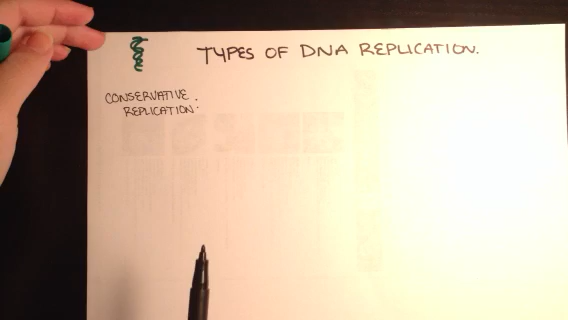 TYPES OF DNA REPLICATION.
CONSERVATIVE.
REPLICATION.